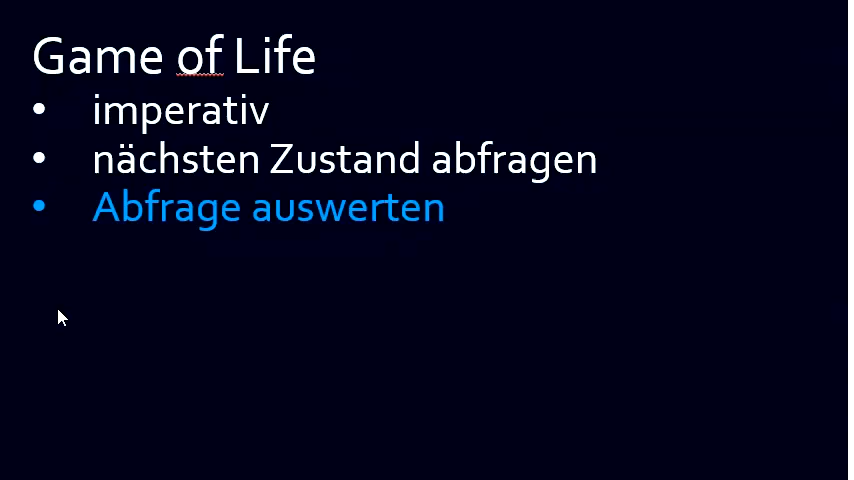 Game of Life
• imperativ
• nächsten Zustand abfragen
• Abfrage auswerten